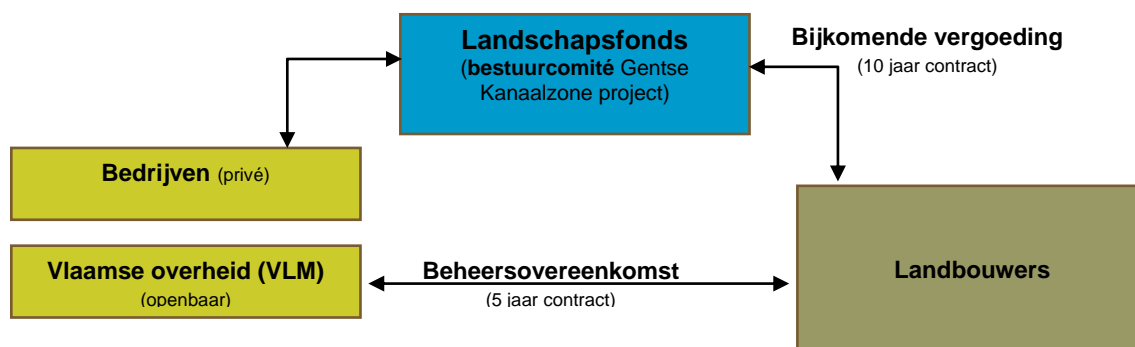 Landschapsfonds
(bestuurcomité Gentse
Kanaalzone project)
Bijkomende vergoeding
(10 jaar contract)
Bedrijven (privé)
Vlaamse overheid (VLM)
(openbaar)
Beheersovereenkomst
(5 jaar contract)
Landbouwers